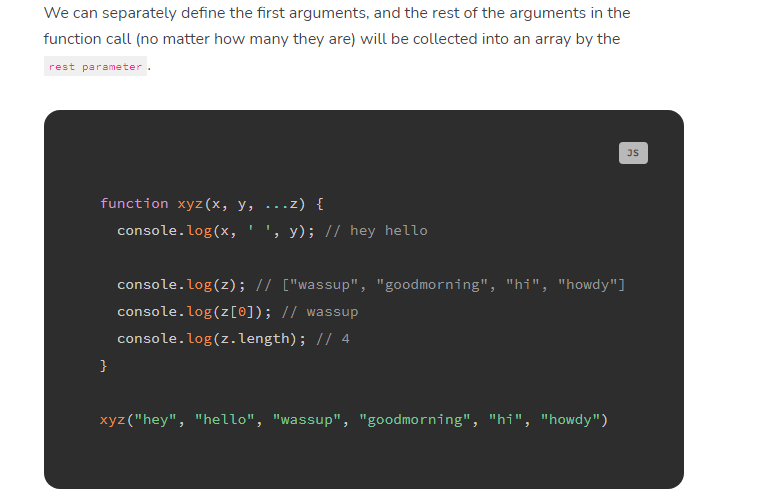 We can separately define the first arguments, and the rest of the arguments in the
function call (no matter how many they are) will be collected into an array by the
rest parameter.
JS
function xyz(x, y, ...z) {
  console.log(x, ' ', y); // hey hello

  console.log(z); // ["wassup", "goodmorning", "hi", "howdy"]
  console.log(z[0]); // wassup
  console.log(z.length); // 4
}

xyz("hey", "hello", "wassup", "goodmorning", "hi", "howdy")